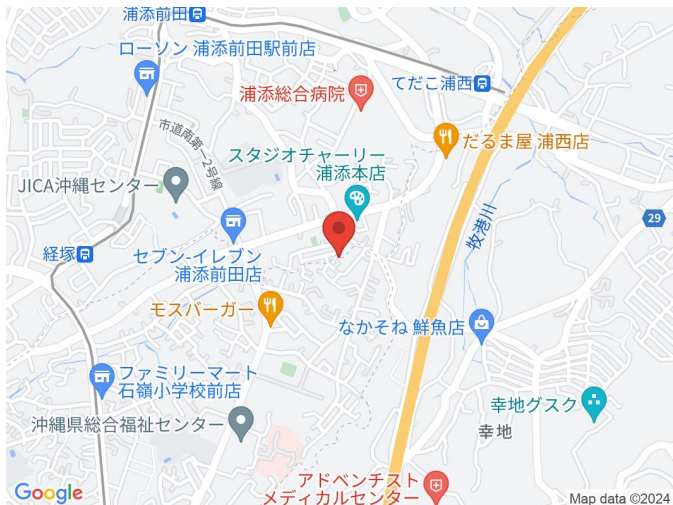 浦添前田
ローソン 浦添前田駅前店
てだこ浦西
浦添総合病院
市道南第一2号線
だるま屋 浦西店
スタジオチャーリー
浦添本店
JICA沖縄センター
牧港川
29
経塚
セブン-イレブン
浦添前田店
モスバーガー
なかそね 鮮魚店
ファミリーマート
石嶺小学校前店
幸地グスク
沖縄県総合福祉センター
幸地
アドベンチスト
メディカルセンター
Google
Map data ©2024